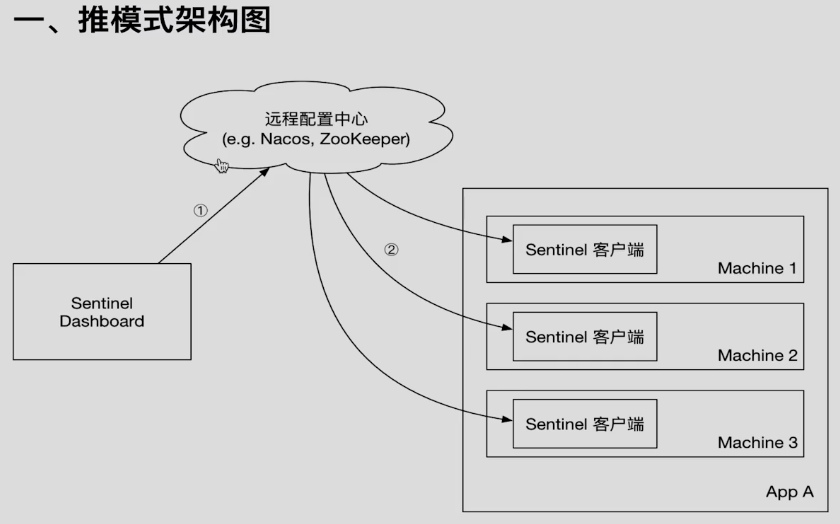 一、推模式架构图
远程配置中心
(e.g. Nacos, ZooKeeper)
①
②
Sentinel
Dashboard
Sentinel 客户端
Machine 1
Sentinel 客户端
Machine 2
Sentinel 客户端
Machine 3
App A